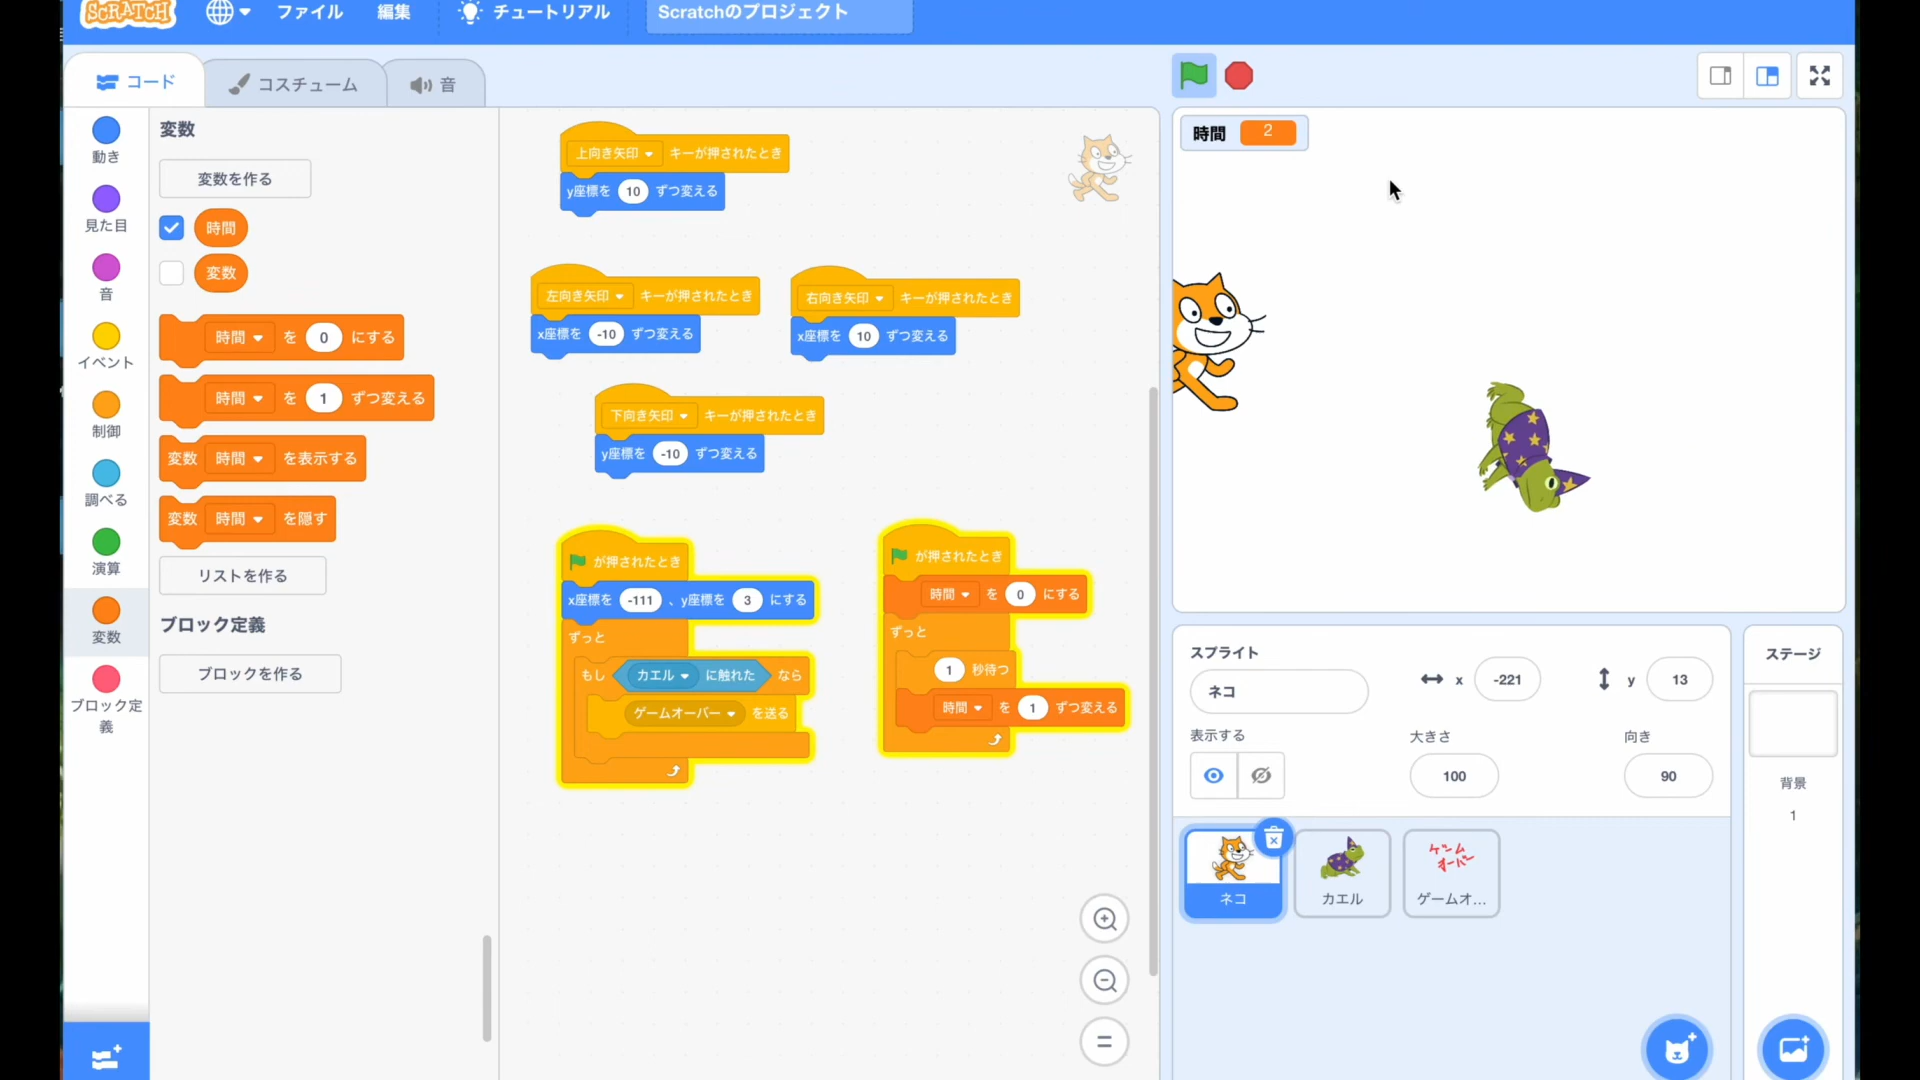 SCRATCH
ファイル
編集
チュートリアル
Scratchのプロジェクト
コード
コスチューム
音
動き
見た目
音
イベント
制御
調べる
演算
変数
ブロック定
義
変数
変数を作る
時間
変数
時間 を 0 にする
時間 を 1 ずつ変える
変数 時間 を表示する
変数 時間 を隠す
リストを作る
ブロック定義
ブロックを作る
上向き矢印 キーが押されたとき
y座標を 10 ずつ変える
左向き矢印 キーが押されたとき
x座標を -10 ずつ変える
右向き矢印 キーが押されたとき
x座標を 10 ずつ変える
下向き矢印 キーが押されたとき
y座標を -10 ずつ変える
が押されたとき
x座標を -111 、y座標を 3 にする
ずっと
もし カエル に触れた なら
ゲームオーバー を送る
が押されたとき
時間 を 0 にする
ずっと
1 秒待つ
時間 を 1 ずつ変える
時間 2
スプライト
ネコ
x -221
y 13
表示する
大きさ
向き
100
90
ネコ
カエル
ゲーム
オーバー
ゲームオ...
ステージ
背景
1